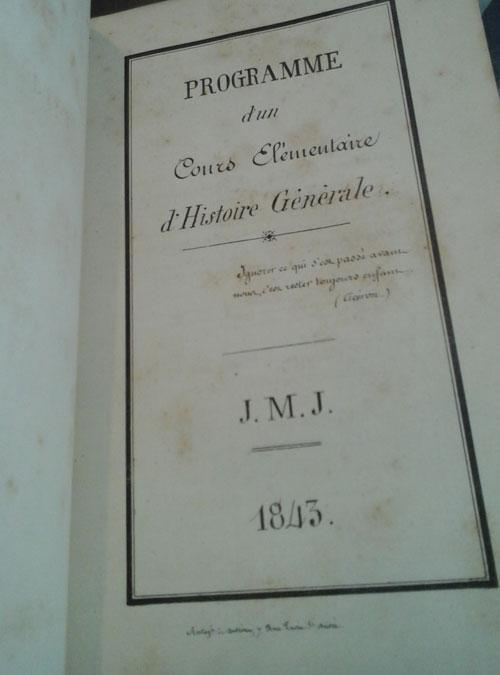 PROGRAMME
d'un
Cours Elémentaire
d'Histoire Générale.
Ignorer ce qui s'est passé avant
nous, c'est rester toujours enfant.
(Cicéron.)
J. M. J.
1843.